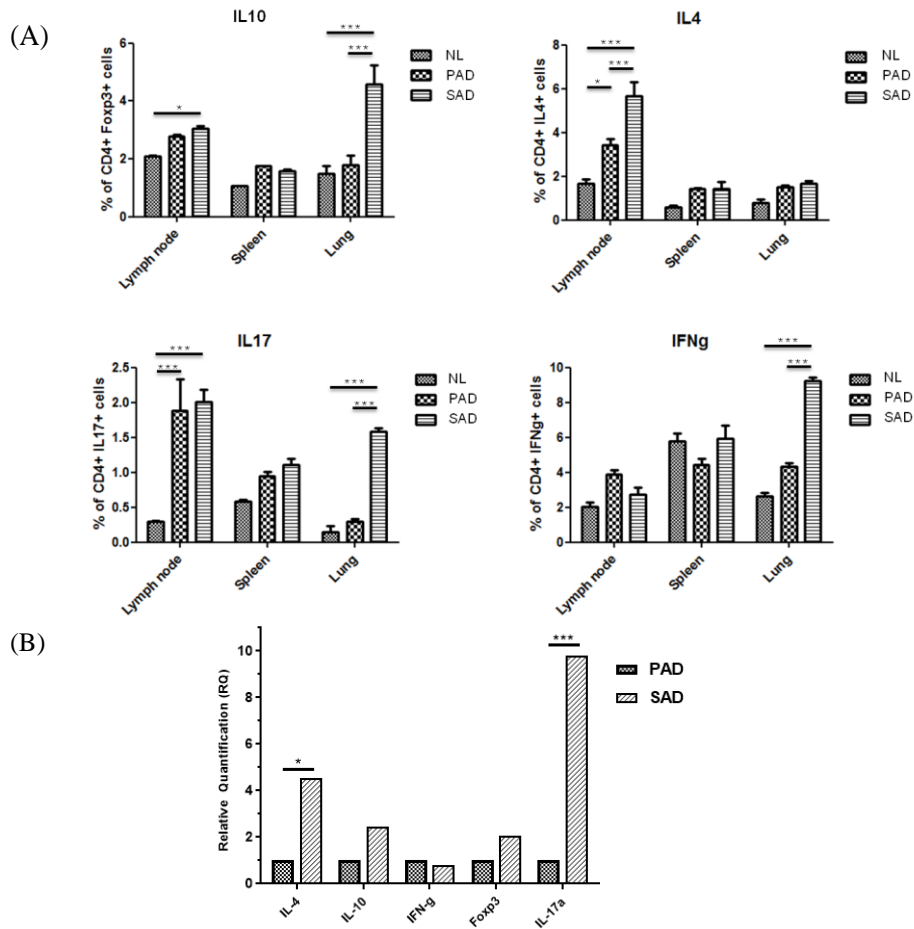 (A)
IL10
% of CD4+ Foxp3+ cells
6
4
2
0
*
***
***
Lymph node
Spleen
Lung
NL
PAD
SAD
IL4
% of CD4+ IL4+ cells
8
6
4
2
0
***
***
*
Lymph node
Spleen
Lung
NL
PAD
SAD
IL17
% of CD4+ IL17+ cells
2.5
2.0
1.5
1.0
0.5
0.0
***
***
***
***
Lymph node
Spleen
Lung
NL
PAD
SAD
IFNg
% of CD4+ IFNg+ cells
10
8
6
4
2
0
***
***
Lymph node
Spleen
Lung
NL
PAD
SAD
(B)
Relative Quantification (RQ)
10
8
6
4
2
0
*
***
IL-4
IL-10
IFN-g
Foxp3
IL-17a
PAD
SAD